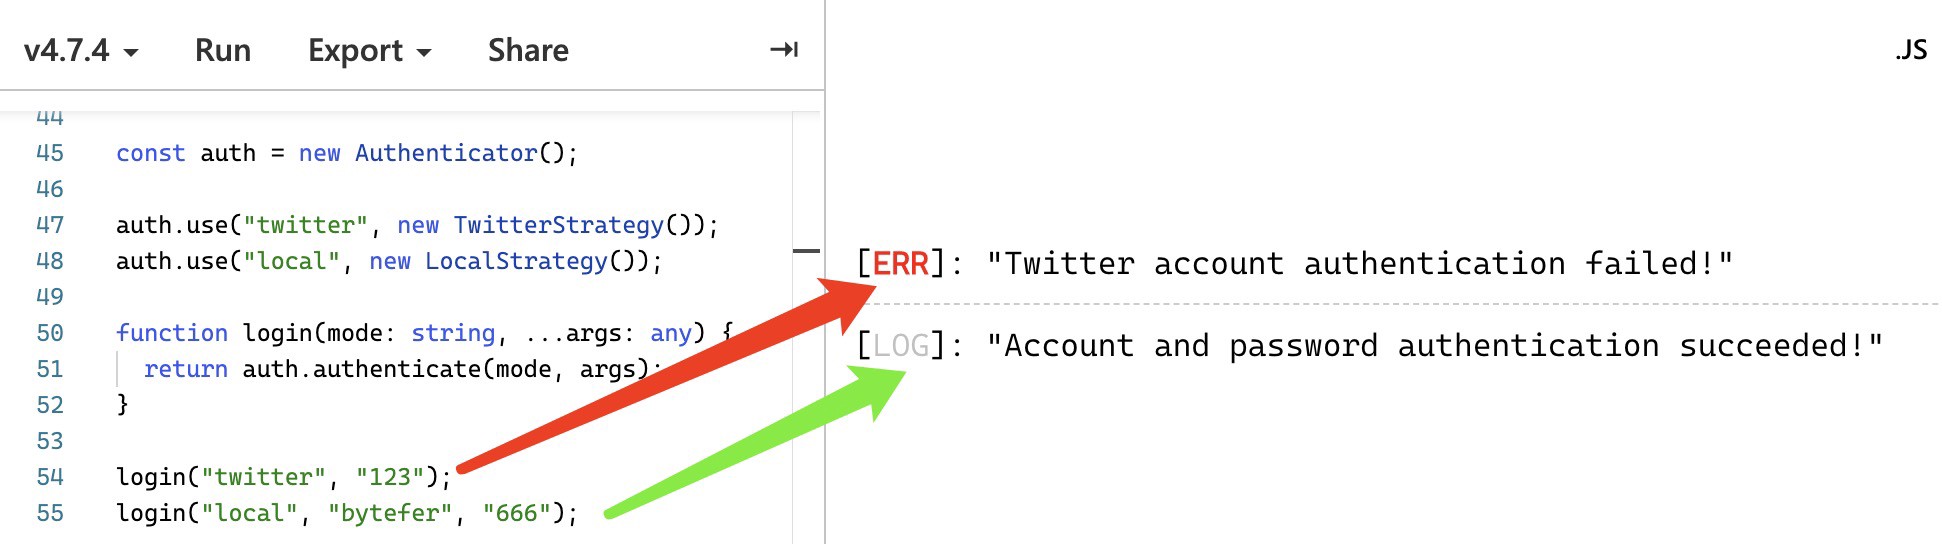 v4.7.4 Run Export Share .JS
44
45 const auth = new Authenticator();
46
47 auth.use("twitter", new TwitterStrategy());
48 auth.use("local", new LocalStrategy());
49
50 function login(mode: string, ...args: any) {
51 return auth.authenticate(mode, args);
52 }
53
54 login("twitter", "123");
55 login("local", "bytefer", "666");
[ERR]: "Twitter account authentication failed!"
[LOG]: "Account and password authentication succeeded!"